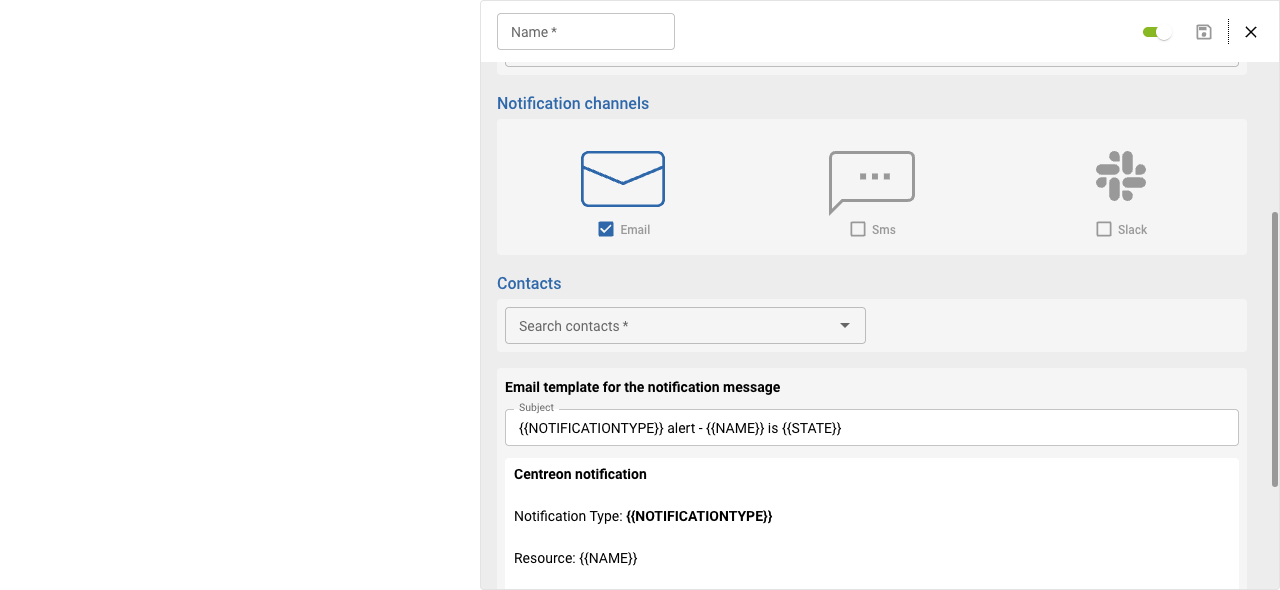 Name *
Notification channels
Email
Sms
Slack
Contacts
Search contacts *
Email template for the notification message
Subject
{{NOTIFICATIONTYPE}} alert - {{NAME}} is {{STATE}}
Centreon notification
Notification Type: {{NOTIFICATIONTYPE}}
Resource: {{NAME}}